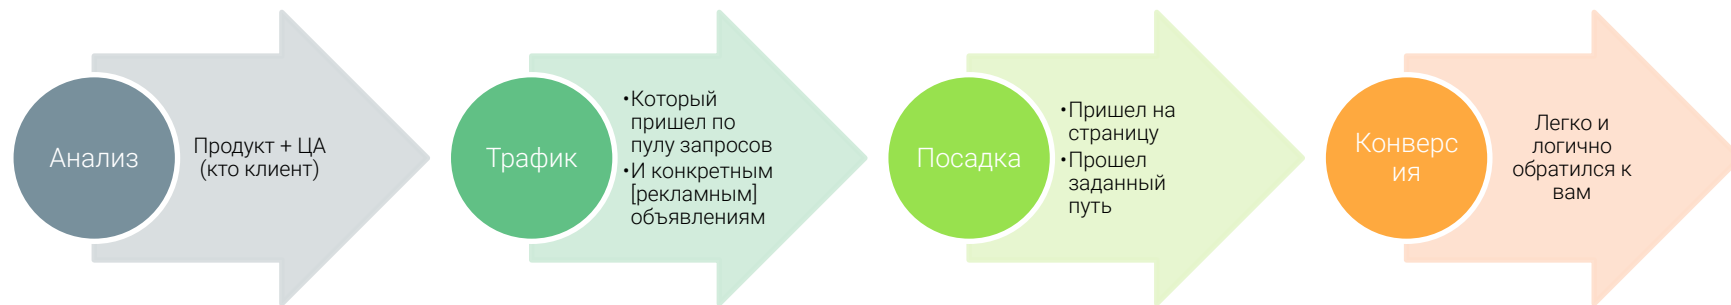 Анализ
Продукт + ЦА
(кто клиент)
Трафик
•Который
пришел по
пулу запросов
•И конкретным
[рекламным]
объявлениям
Посадка
•Пришел на
страницу
•Прошел
заданный
путь
Конверс
ия
Легко и
логично
обратился к
вам